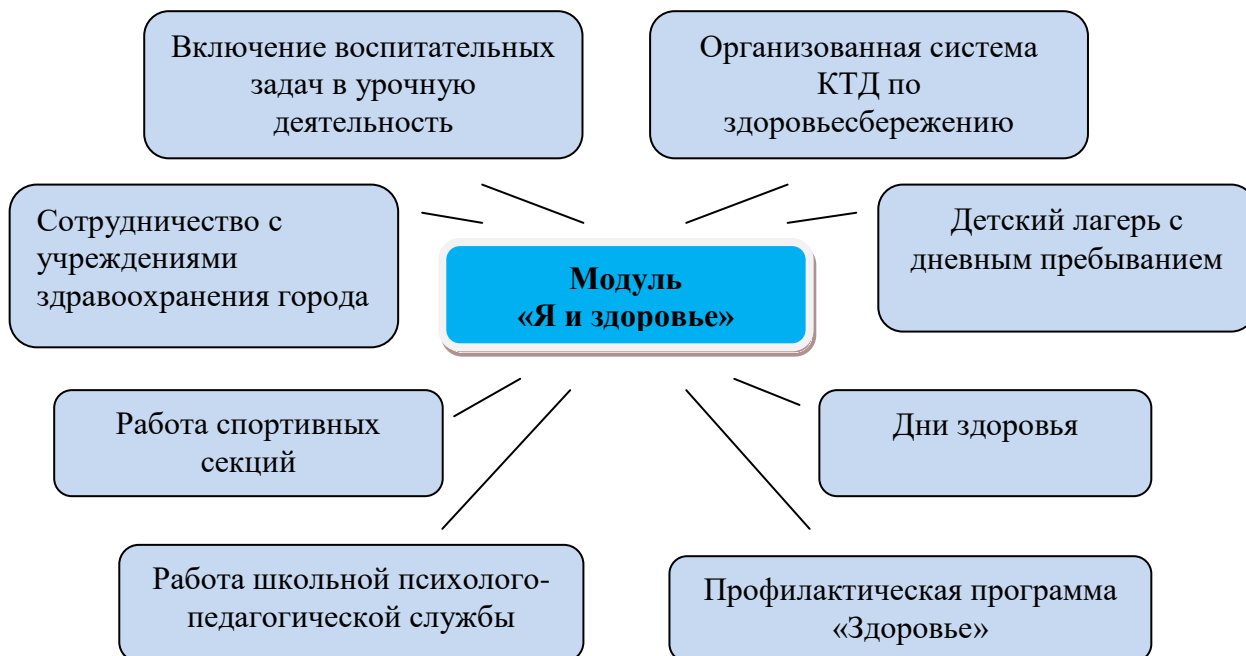 Включение воспитательных
задач в урочную
деятельность
Организованная система
КТД по
здоровьесбережению
Сотрудничество с
учреждениями
здравоохранения города
Детский лагерь с
дневным пребыванием
Модуль
«Я и здоровье»
Работа спортивных
секций
Дни здоровья
Работа школьной психолого-
педагогической службы
Профилактическая программа
«Здоровье»